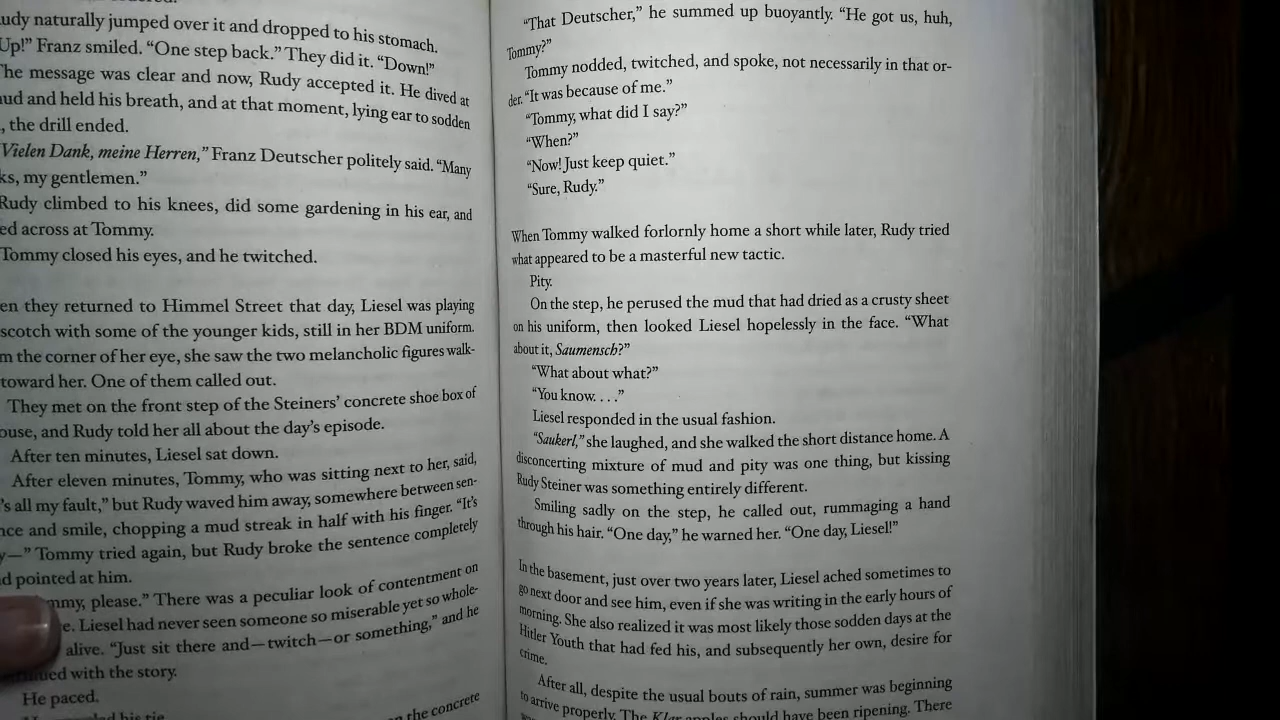 udy naturally jumped over it and dropped to his stomach.
Up!” Franz smiled. “One step back.” They did it. “Down!”
The message was clear and now, Rudy accepted it. He dived at
ud and held his breath, and at that moment, lying ear to sodden
, the drill ended.
Vielen Dank, meine Herren,” Franz Deutscher politely said. “Many
ks, my gentlemen.”
Rudy climbed to his knees, did some gardening in his ear, and
ed across at Tommy.
Tommy closed his eyes, and he twitched.
en they returned to Himmel Street that day, Liesel was playing
scotch with some of the younger kids, still in her BDM uniform.
m the corner of her eye, she saw the two melancholic figures walk-
toward her. One of them called out.
They met on the front step of the Steiners’ concrete shoe box of
ouse, and Rudy told her all about the day’s episode.
After ten minutes, Liesel sat down.
After eleven minutes, Tommy, who was sitting next to her, said,
’s all my fault,” but Rudy waved him away, somewhere between sen-
nce and smile, chopping a mud streak in half with his finger. “It’s
y—” Tommy tried again, but Rudy broke the sentence completely
d pointed at him.
mmy, please.” There was a peculiar look of contentment on
e. Liesel had never seen someone so miserable yet so whole-
alive. “Just sit there and—twitch—or something,” and he
nued with the story.
He paced.
his tie
the concrete
“That Deutscher,” he summed up buoyantly. “He got us, huh,
Tommy?”
Tommy nodded, twitched, and spoke, not necessarily in that or-
der. “It was because of me.”
“Tommy, what did I say?”
“When?”
“Now! Just keep quiet.”
“Sure, Rudy.”
When Tommy walked forlornly home a short while later, Rudy tried
what appeared to be a masterful new tactic.
Pity.
On the step, he perused the mud that had dried as a crusty sheet
on his uniform, then looked Liesel hopelessly in the face. “What
about it, Saumensch?”
“What about what?”
“You know. . . .”
Liesel responded in the usual fashion.
“Saukerl,” she laughed, and she walked the short distance home. A
disconcerting mixture of mud and pity was one thing, but kissing
Rudy Steiner was something entirely different.
Smiling sadly on the step, he called out, rummaging a hand
through his hair. “One day,” he warned her. “One day, Liesel!”
In the basement, just over two years later, Liesel ached sometimes to
go next door and see him, even if she was writing in the early hours of
morning. She also realized it was most likely those sodden days at the
Hitler Youth that had fed his, and subsequently her own, desire for
crime.
After all, despite the usual bouts of rain, summer was beginning
to arrive properly. The Klar apples should have been ripening. There